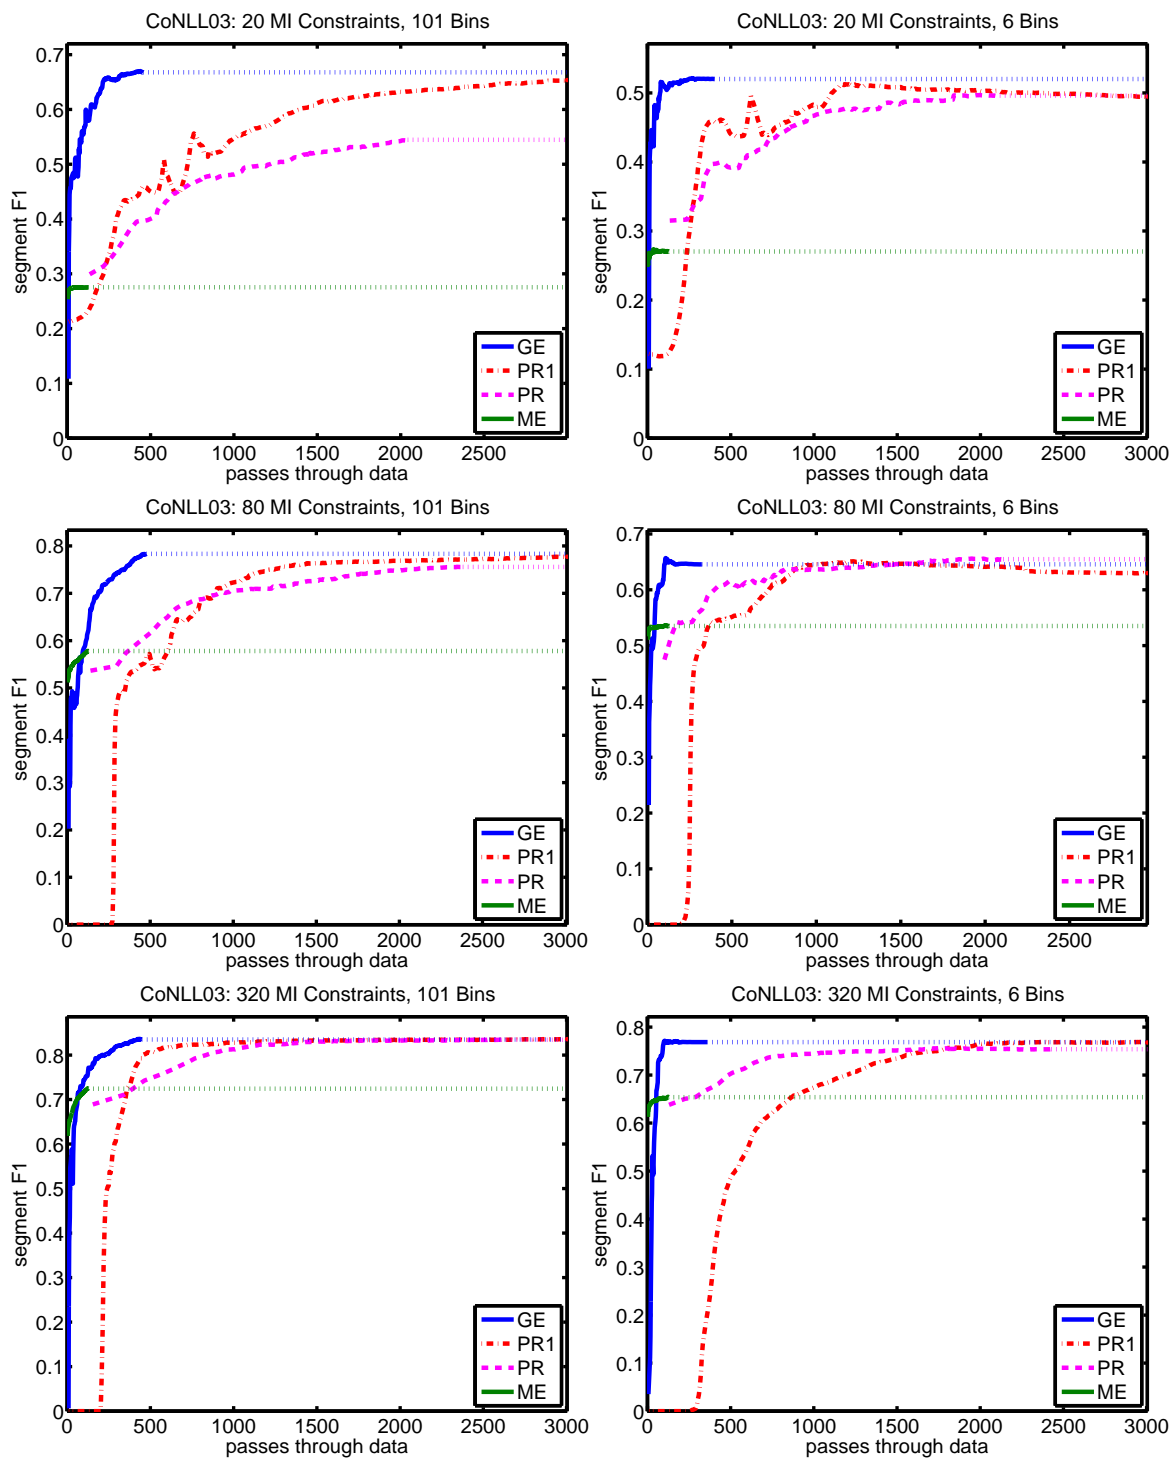 CoNLL03: 20 MI Constraints, 101 Bins
0.7
0.6
0.5
0.4
0.3
0.2
0.1
0
segment F1
GE
PR1
PR
ME
0 500 1000 1500 2000 2500
passes through data
CoNLL03: 20 MI Constraints, 6 Bins
0.5
0.4
0.3
0.2
0.1
0
segment F1
GE
PR1
PR
ME
0 500 1000 1500 2000 2500 3000
passes through data
CoNLL03: 80 MI Constraints, 101 Bins
0.8
0.7
0.6
0.5
0.4
0.3
0.2
0.1
0
segment F1
GE
PR1
PR
ME
0 500 1000 1500 2000 2500 3000
passes through data
CoNLL03: 80 MI Constraints, 6 Bins
0.7
0.6
0.5
0.4
0.3
0.2
0.1
0
segment F1
GE
PR1
PR
ME
0 500 1000 1500 2000 2500
passes through data
CoNLL03: 320 MI Constraints, 101 Bins
0.8
0.7
0.6
0.5
0.4
0.3
0.2
0.1
0
segment F1
GE
PR1
PR
ME
0 500 1000 1500 2000 2500 3000
passes through data
CoNLL03: 320 MI Constraints, 6 Bins
0.8
0.7
0.6
0.5
0.4
0.3
0.2
0.1
0
segment F1
GE
PR1
PR
ME
0 500 1000 1500 2000 2500 3000
passes through data